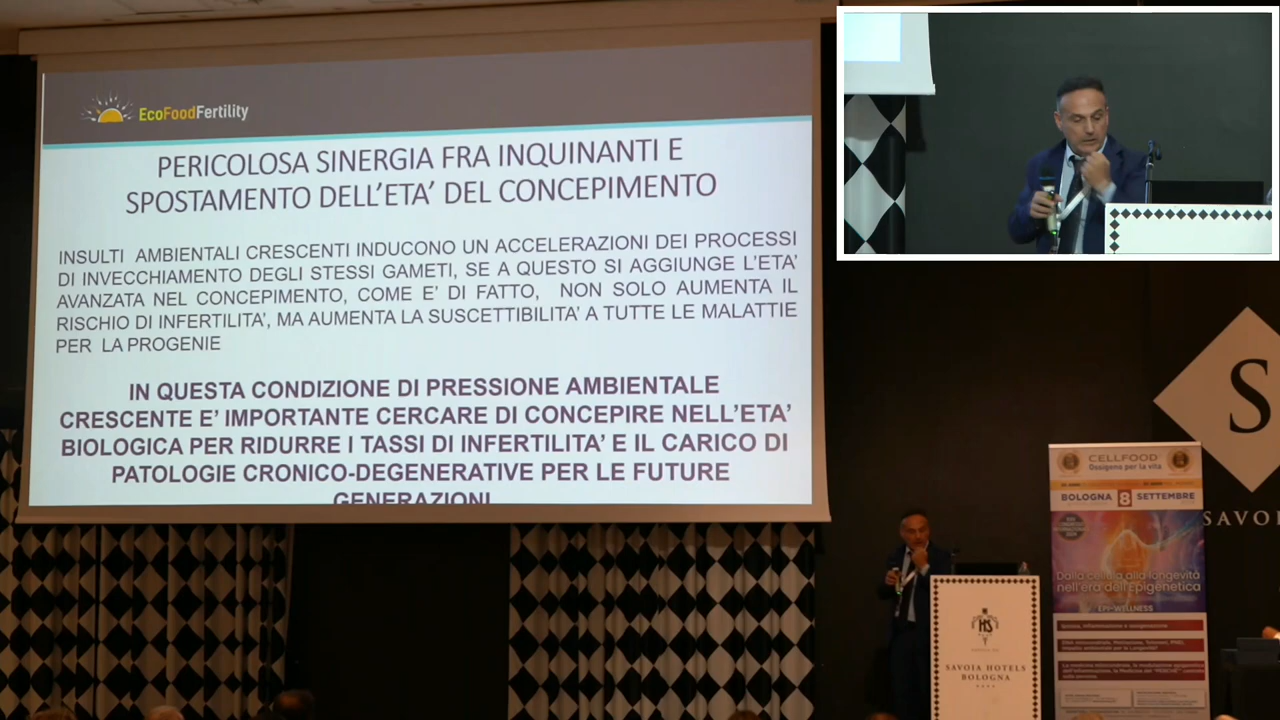 EcoFoodFertility
PERICOLOSA SINERGIA FRA INQUINANTI E
SPOSTAMENTO DELL'ETA' DEL CONCEPIMENTO
INSULTI AMBIENTALI CRESCENTI INDUCONO UN ACCELERAZIONI DEI PROCESSI
DI INVECCHIAMENTO DEGLI STESSI GAMETI, SE A QUESTO SI AGGIUNGE L'ETA'
AVANZATA NEL CONCEPIMENTO, COME E' DI FATTO, NON SOLO AUMENTA IL
RISCHIO DI INFERTILITA', MA AUMENTA LA SUSCETTIBILITA' A TUTTE LE MALATTIE
PER LA PROGENIE
IN QUESTA CONDIZIONE DI PRESSIONE AMBIENTALE
CRESCENTE E' IMPORTANTE CERCARE DI CONCEPIRE NELL'ETA'
BIOLOGICA PER RIDURRE I TASSI DI INFERTILITA' E IL CARICO DI
PATOLOGIE CRONICO-DEGENERATIVE PER LE FUTURE
GENERAZIONI
S
SAVOI
CELLFOOD
Ossigeno per la vita
BOLOGNA 8 SETTEMBRE
Dalla cellula alla longevità
nell'era dell'Epigenetica
EPI-WELLNESS
HS
SAVOIA HOTELS
BOLOGNA